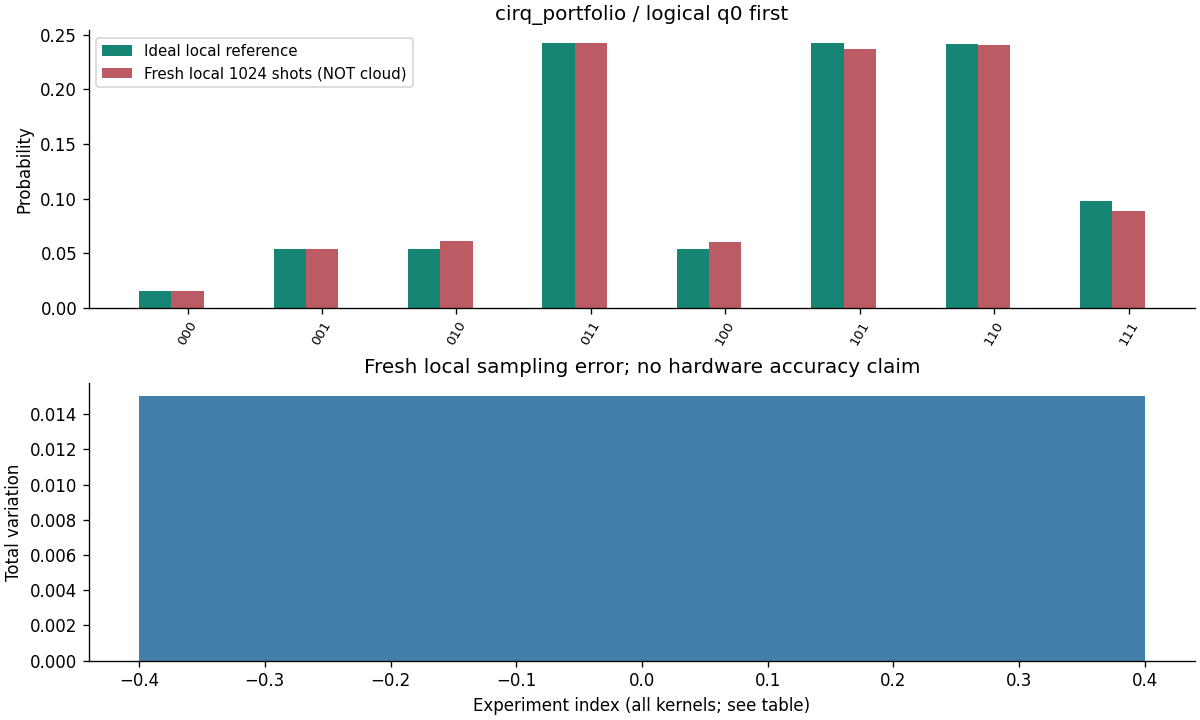 cirq_portfolio / logical q0 first
Ideal local reference
Fresh local 1024 shots (NOT cloud)
Probability
0.25
0.20
0.15
0.10
0.05
0.00
000 001 010 011 100 101 110 111
Fresh local sampling error; no hardware accuracy claim
Total variation
0.014
0.012
0.010
0.008
0.006
0.004
0.002
0.000
−0.4 −0.3 −0.2 −0.1 0.0 0.1 0.2 0.3 0.4
Experiment index (all kernels; see table)